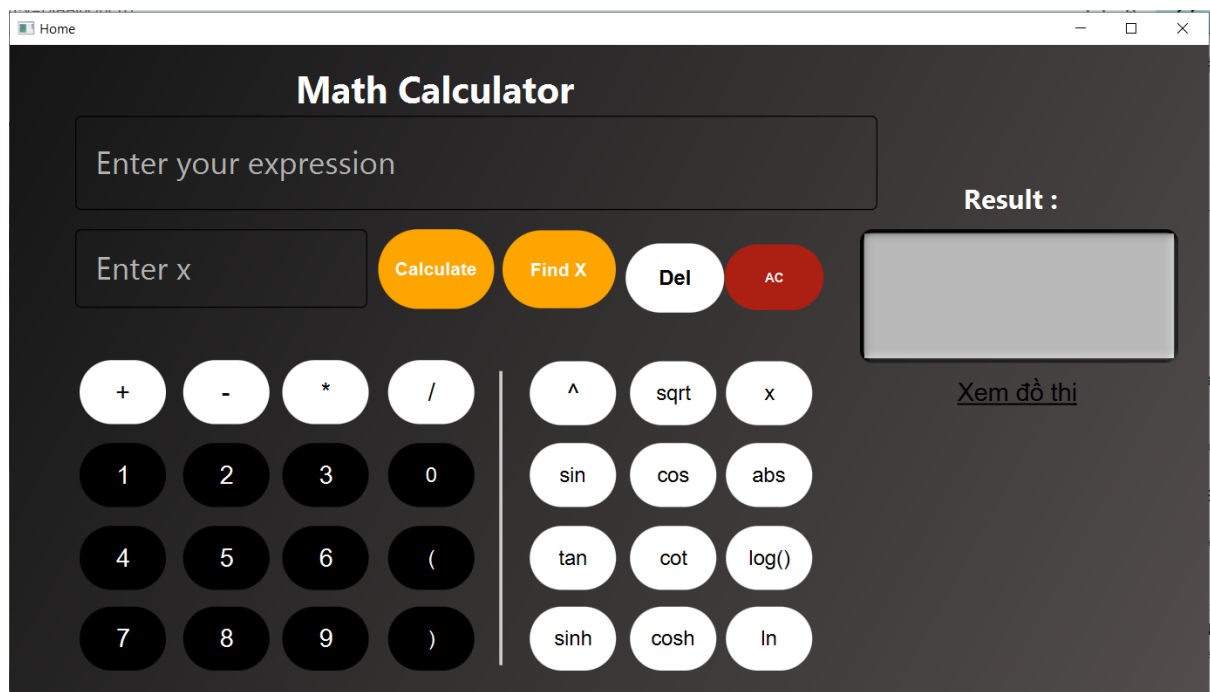 Home
Math Calculator
Enter your expression
Result :
Enter x
Calculate
Find X
Del
AC
+ - * / ^ sqrt x
Xem đồ thi
1 2 3 0 sin cos abs
4 5 6 ( tan cot log()
7 8 9 ) sinh cosh ln